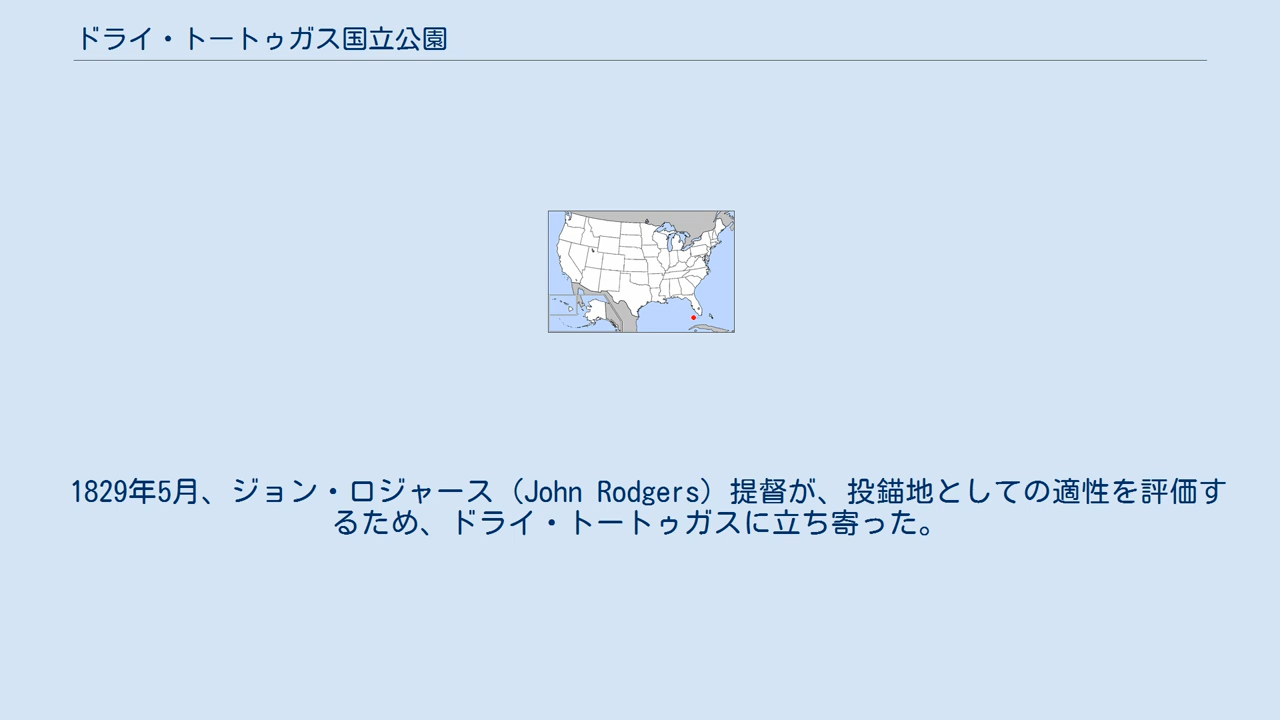 ドライ・トートゥガス国立公園
1829年5月、ジョン・ロジャース（John Rodgers）提督が、投錨地としての適性を評価す
るため、ドライ・トートゥガスに立ち寄った。